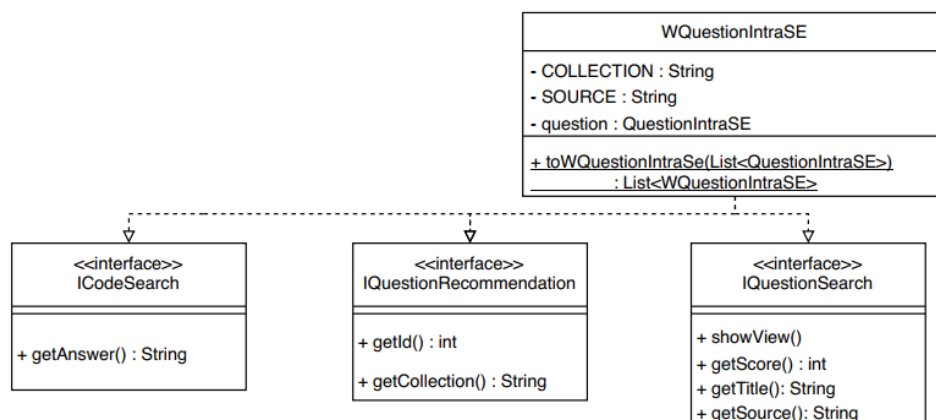 WQuestionIntraSE
- COLLECTION : String
- SOURCE : String
- question : QuestionIntraSE
+ toWQuestionIntraSe(List<QuestionIntraSE>)
: List<WQuestionIntraSE>
<<interface>>
ICodeSearch
+ getAnswer() : String
<<interface>>
IQuestionRecommendation
+ getId() : int
+ getCollection() : String
<<interface>>
IQuestionSearch
+ showView()
+ getScore() : int
+ getTitle(): String
+ getSource(): String